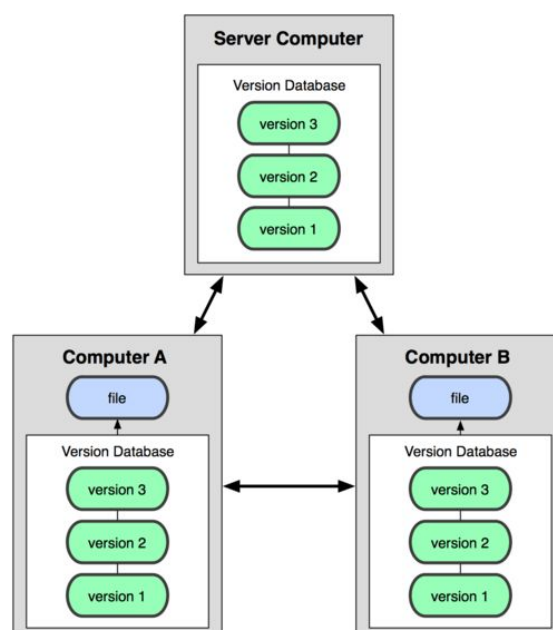 Server Computer
Version Database
version 3
version 2
version 1
Computer A
file
Version Database
version 3
version 2
version 1
Computer B
file
Version Database
version 3
version 2
version 1